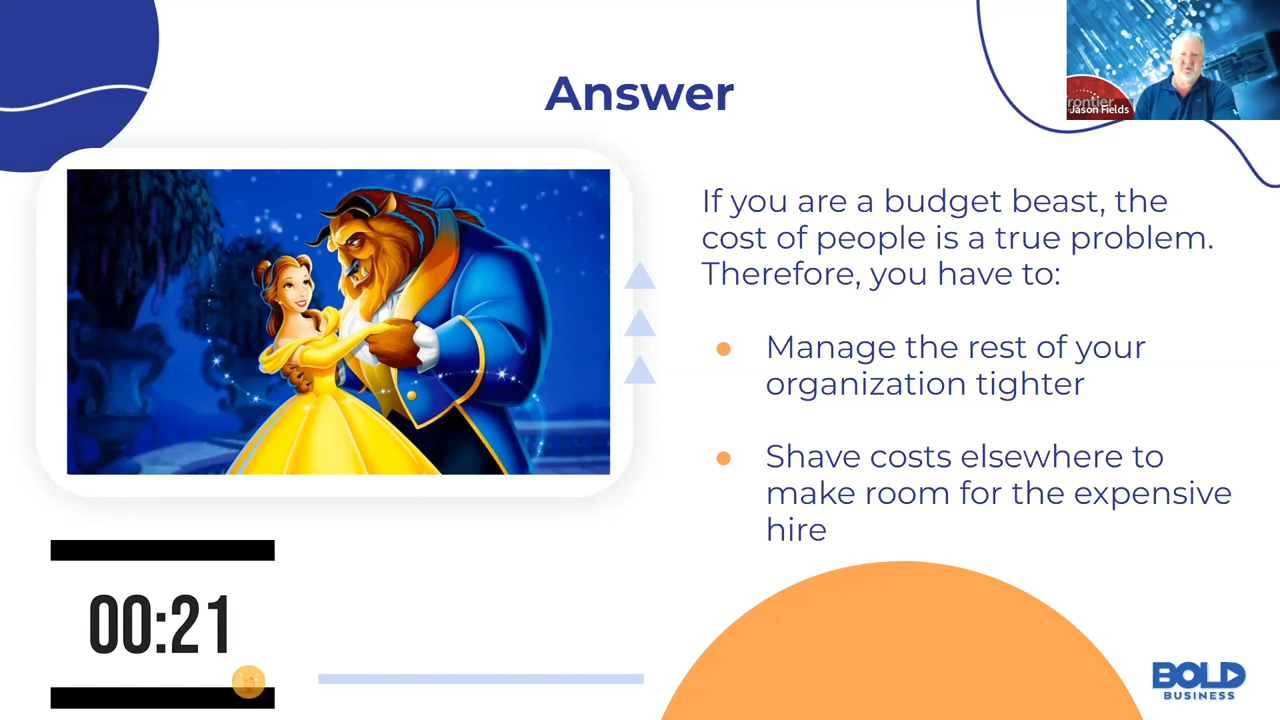 Answer
rontier
Jason Fields
If you are a budget beast, the
cost of people is a true problem.
Therefore, you have to:
Manage the rest of your
organization tighter
Shave costs elsewhere to
make room for the expensive
hire
00:21
BOLD
BUSINESS